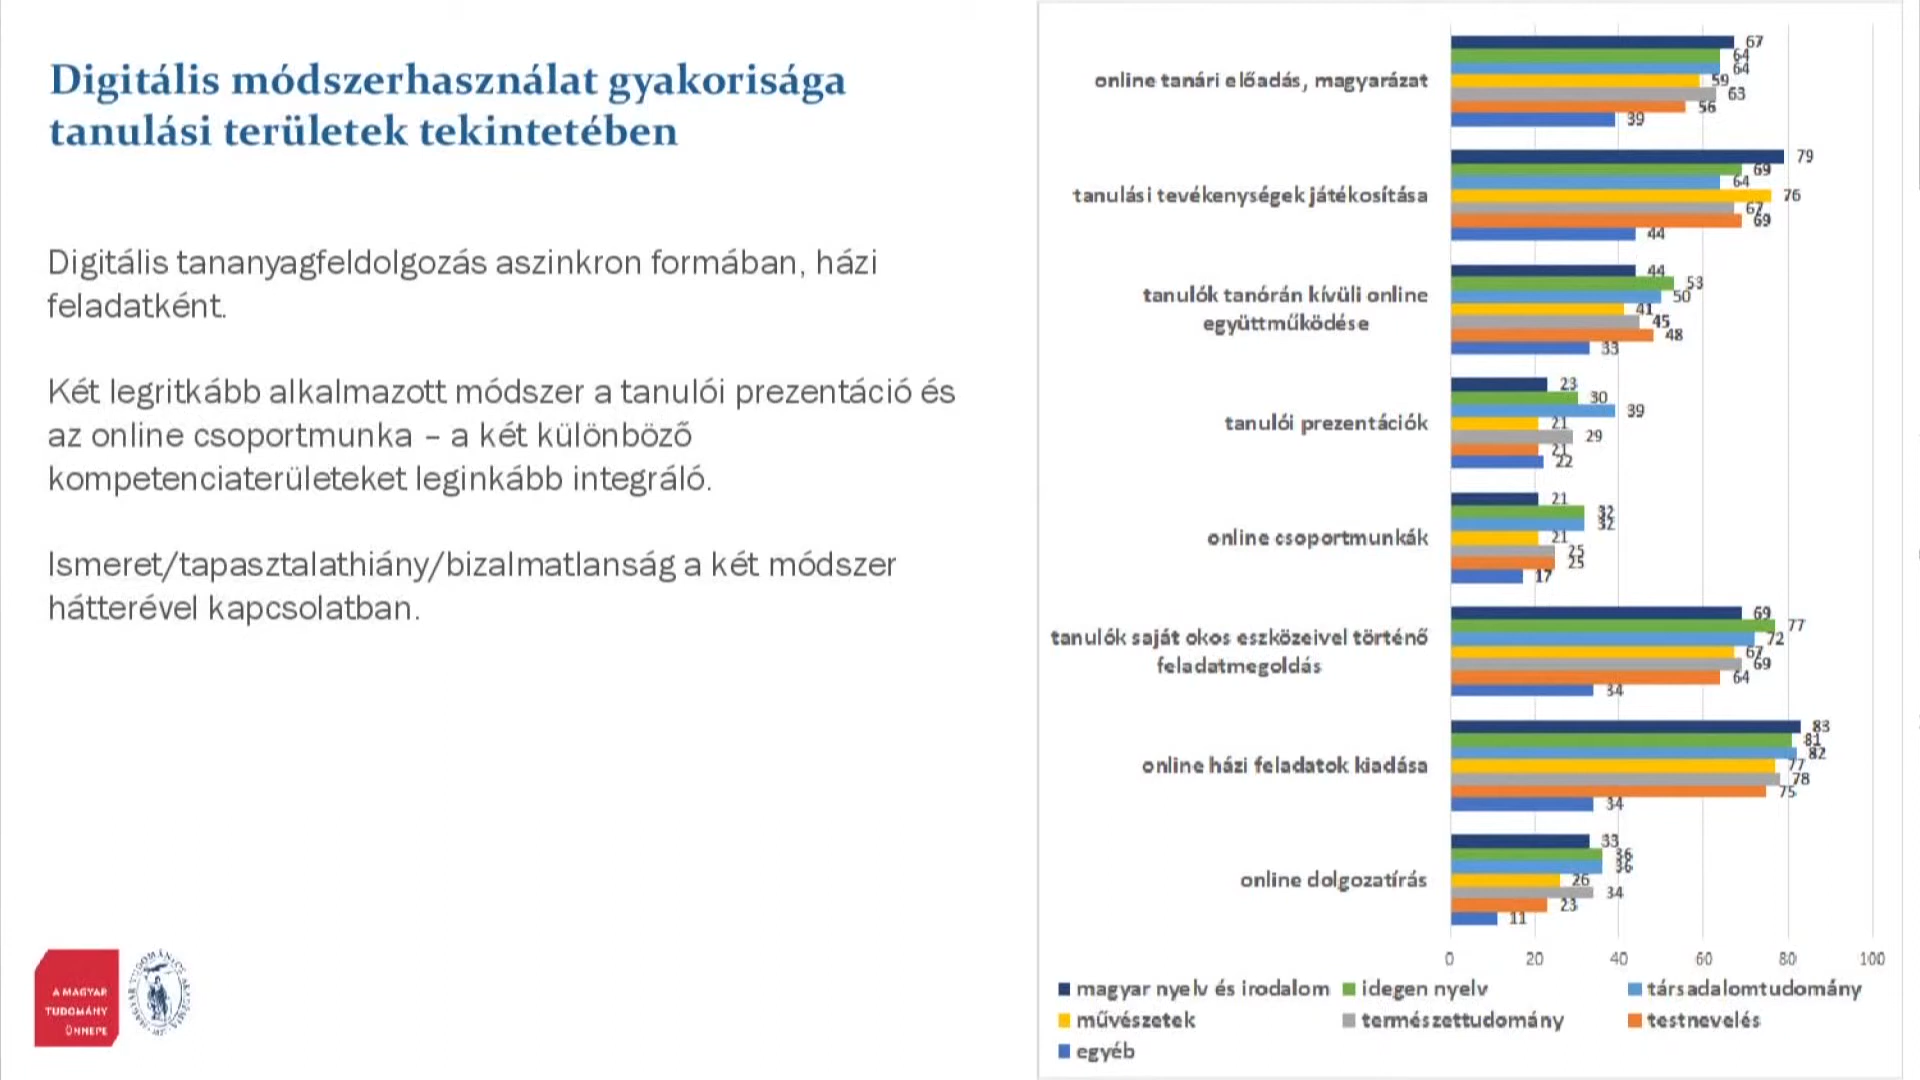 Digitális módszerhasználat gyakorisága
tanulási területek tekintetében
Digitális tananyagfeldolgozás aszinkron formában, házi
feladatként.
Két legritkább alkalmazott módszer a tanulói prezentáció és
az online csoportmunka – a két különböző
kompetenciaterületeket leginkább integráló.
Ismeret/tapasztalathiány/bizalmatlanság a két módszer
hátterével kapcsolatban.
A MAGYAR
TUDOMÁNY
ÜNNEPE
online tanári előadás, magyarázat
67
64
64
59
63
56
39
tanulási tevékenységek játékosítása
79
69
64
76
67
69
44
tanulók tanórán kívüli online
együttműködése
44
53
50
41
45
48
33
tanulói prezentációk
23
30
39
21
29
21
22
online csoportmunkák
21
32
32
21
25
25
17
tanulók saját okos eszközeivel történő
feladatmegoldás
69
77
72
67
69
64
34
online házi feladatok kiadása
83
81
82
77
78
75
34
online dolgozatírás
33
36
36
26
34
23
11
0 20 40 60 80 100
magyar nyelv és irodalom idegen nyelv társadalomtudomány
művészetek természettudomány testnevelés
egyéb